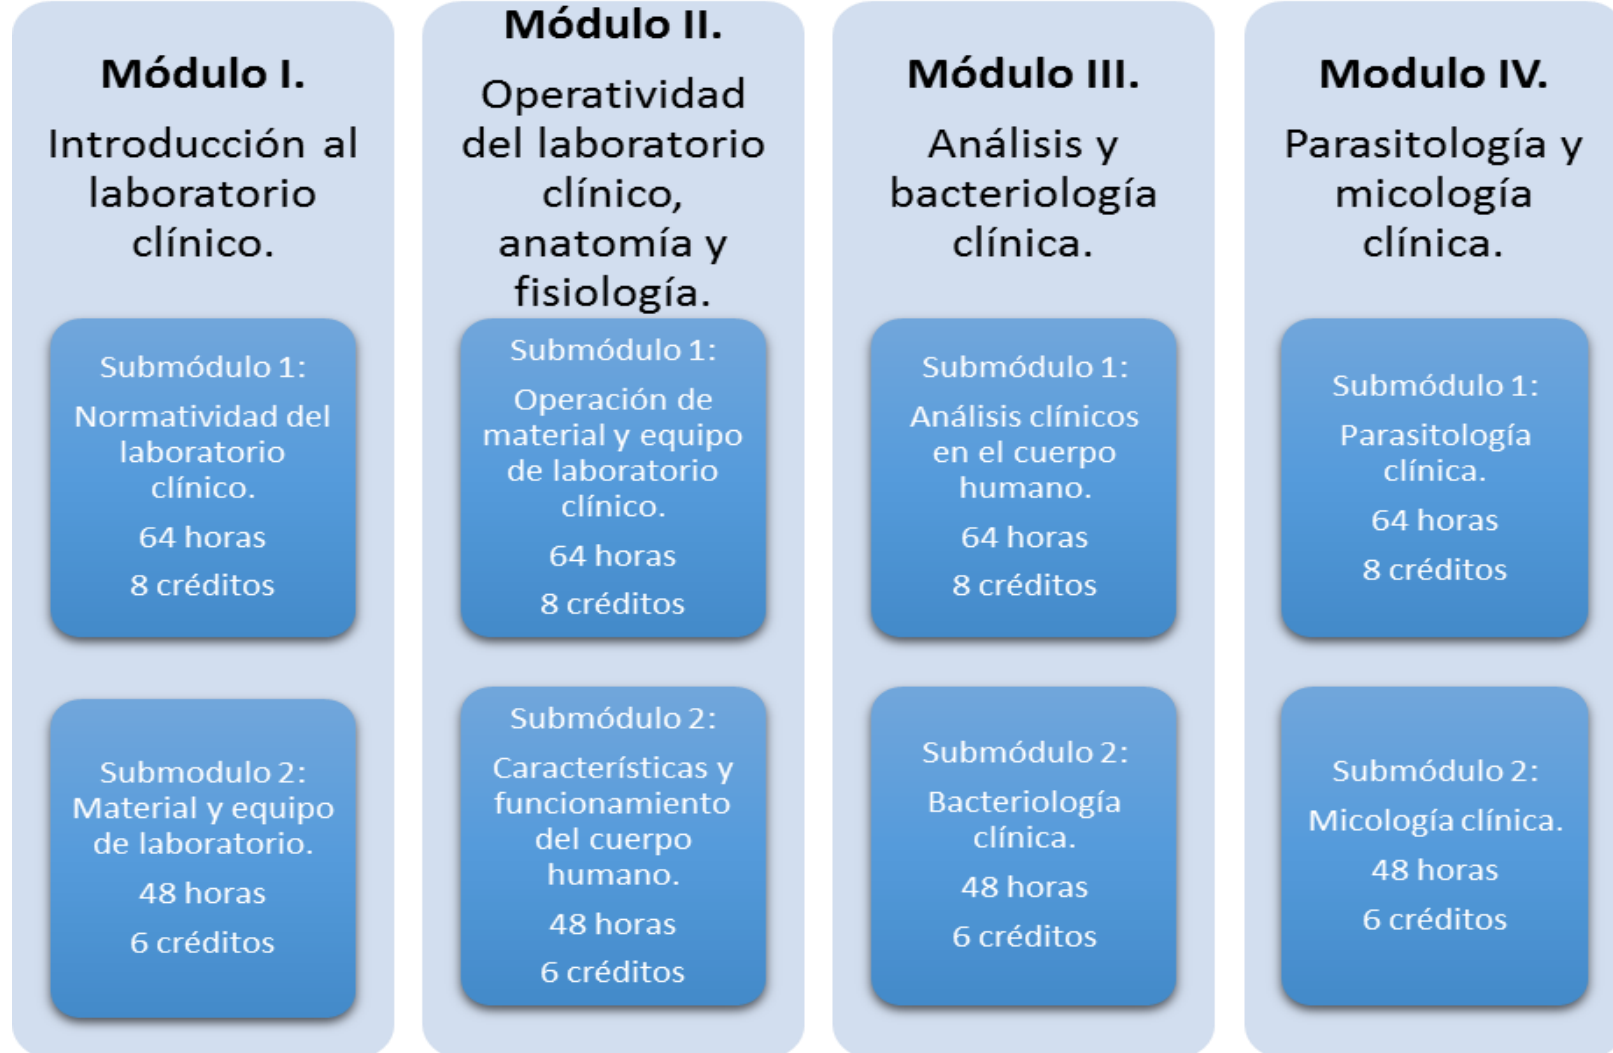 Módulo I.
Introducción al
laboratorio
clínico.
Submódulo 1:
Normatividad del
laboratorio
clínico.
64 horas
8 créditos
Submodulo 2:
Material y equipo
de laboratorio.
48 horas
6 créditos
Módulo II.
Operatividad
del laboratorio
clínico,
anatomía y
fisiología.
Submódulo 1:
Operación de
material y equipo
de laboratorio
clínico.
64 horas
8 créditos
Submódulo 2:
Características y
funcionamiento
del cuerpo
humano.
48 horas
6 créditos
Módulo III.
Análisis y
bacteriología
clínica.
Submódulo 1:
Análisis clínicos
en el cuerpo
humano.
64 horas
8 créditos
Submódulo 2:
Bacteriología
clínica.
48 horas
6 créditos
Modulo IV.
Parasitología y
micología
clínica.
Submódulo 1:
Parasitología
clínica.
64 horas
8 créditos
Submódulo 2:
Micología clínica.
48 horas
6 créditos